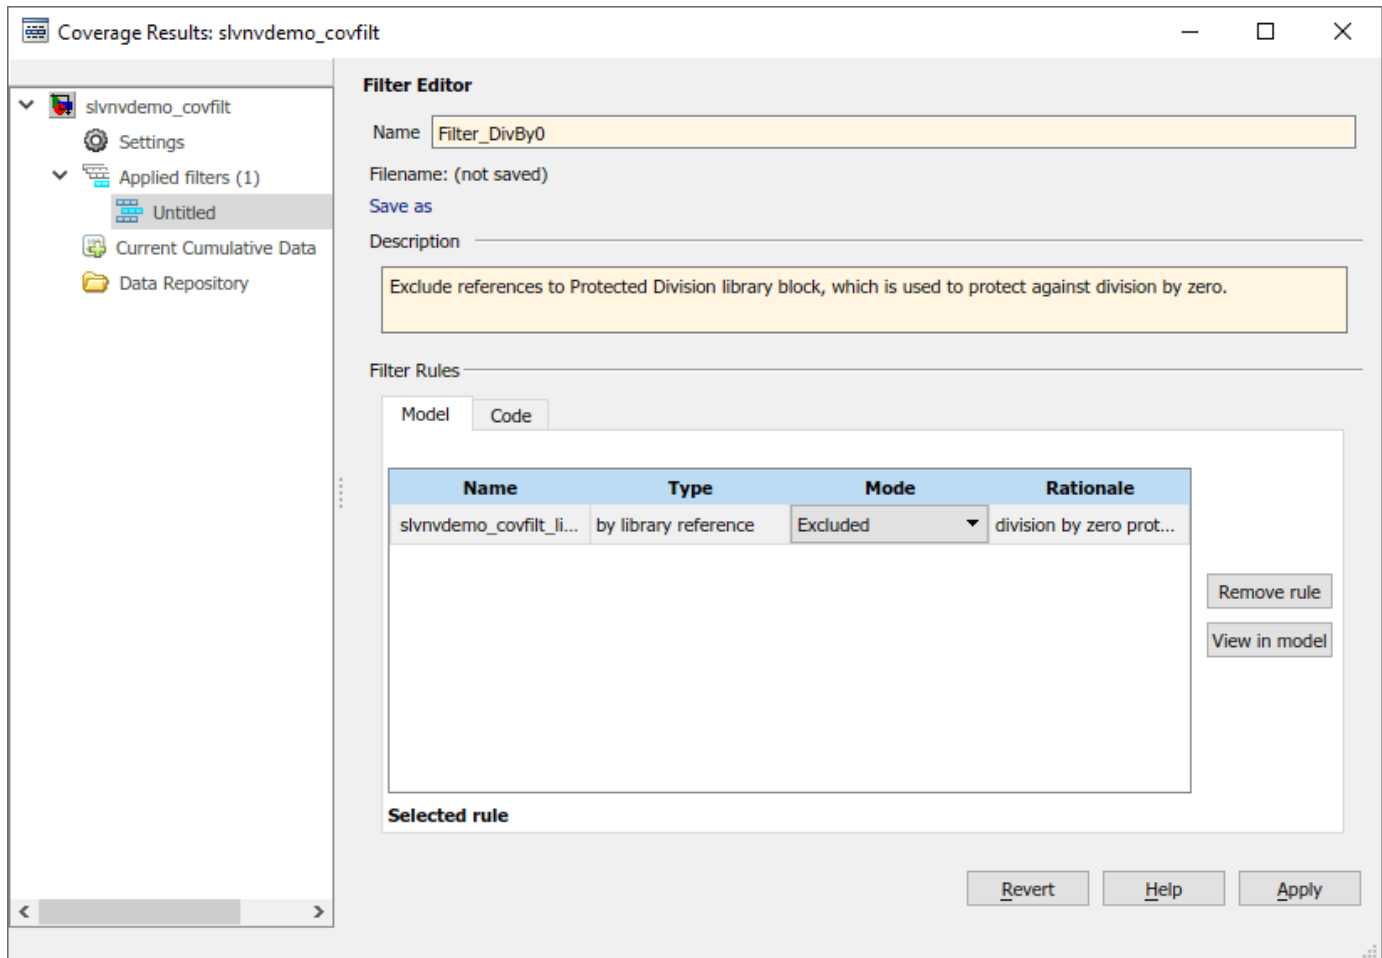 Coverage Results: slvnvdemo_covfilt
slvnvdemo_covfilt
Settings
Applied filters (1)
Untitled
Current Cumulative Data
Data Repository
Filter Editor
Name Filter_DivBy0
Filename: (not saved)
Save as
Description
Exclude references to Protected Division library block, which is used to protect against division by zero.
Filter Rules
Model Code
Name Type Mode Rationale
slvnvdemo_covfilt_li... by library reference Excluded division by zero prot...
Remove rule
View in model
Selected rule
Revert Help Apply